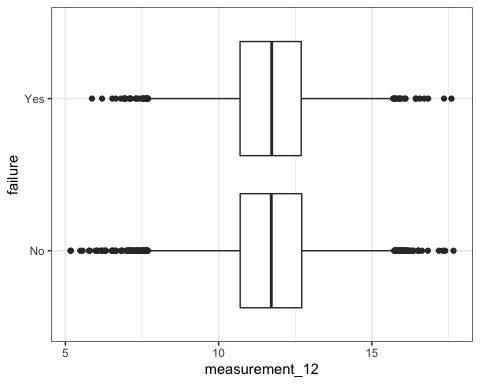 failure
Yes
No
5
10
15
measurement_12